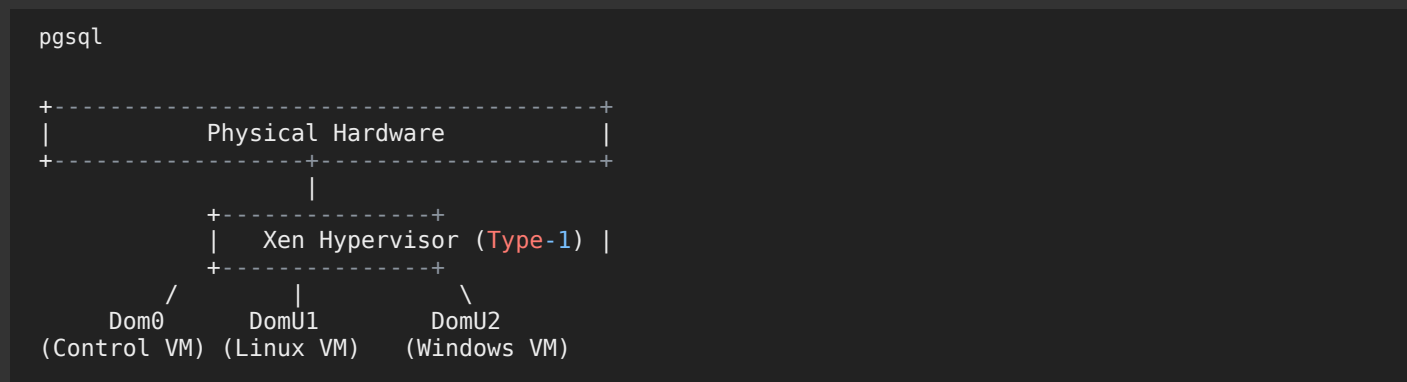 pgsql
+---------------------------------------+
|           Physical Hardware           |
+------------------+--------------------+
                   |
            +---------------+
            |   Xen Hypervisor (Type-1) |
            +---------------+
         /        |           \
     Dom0      DomU1        DomU2
(Control VM) (Linux VM)   (Windows VM)